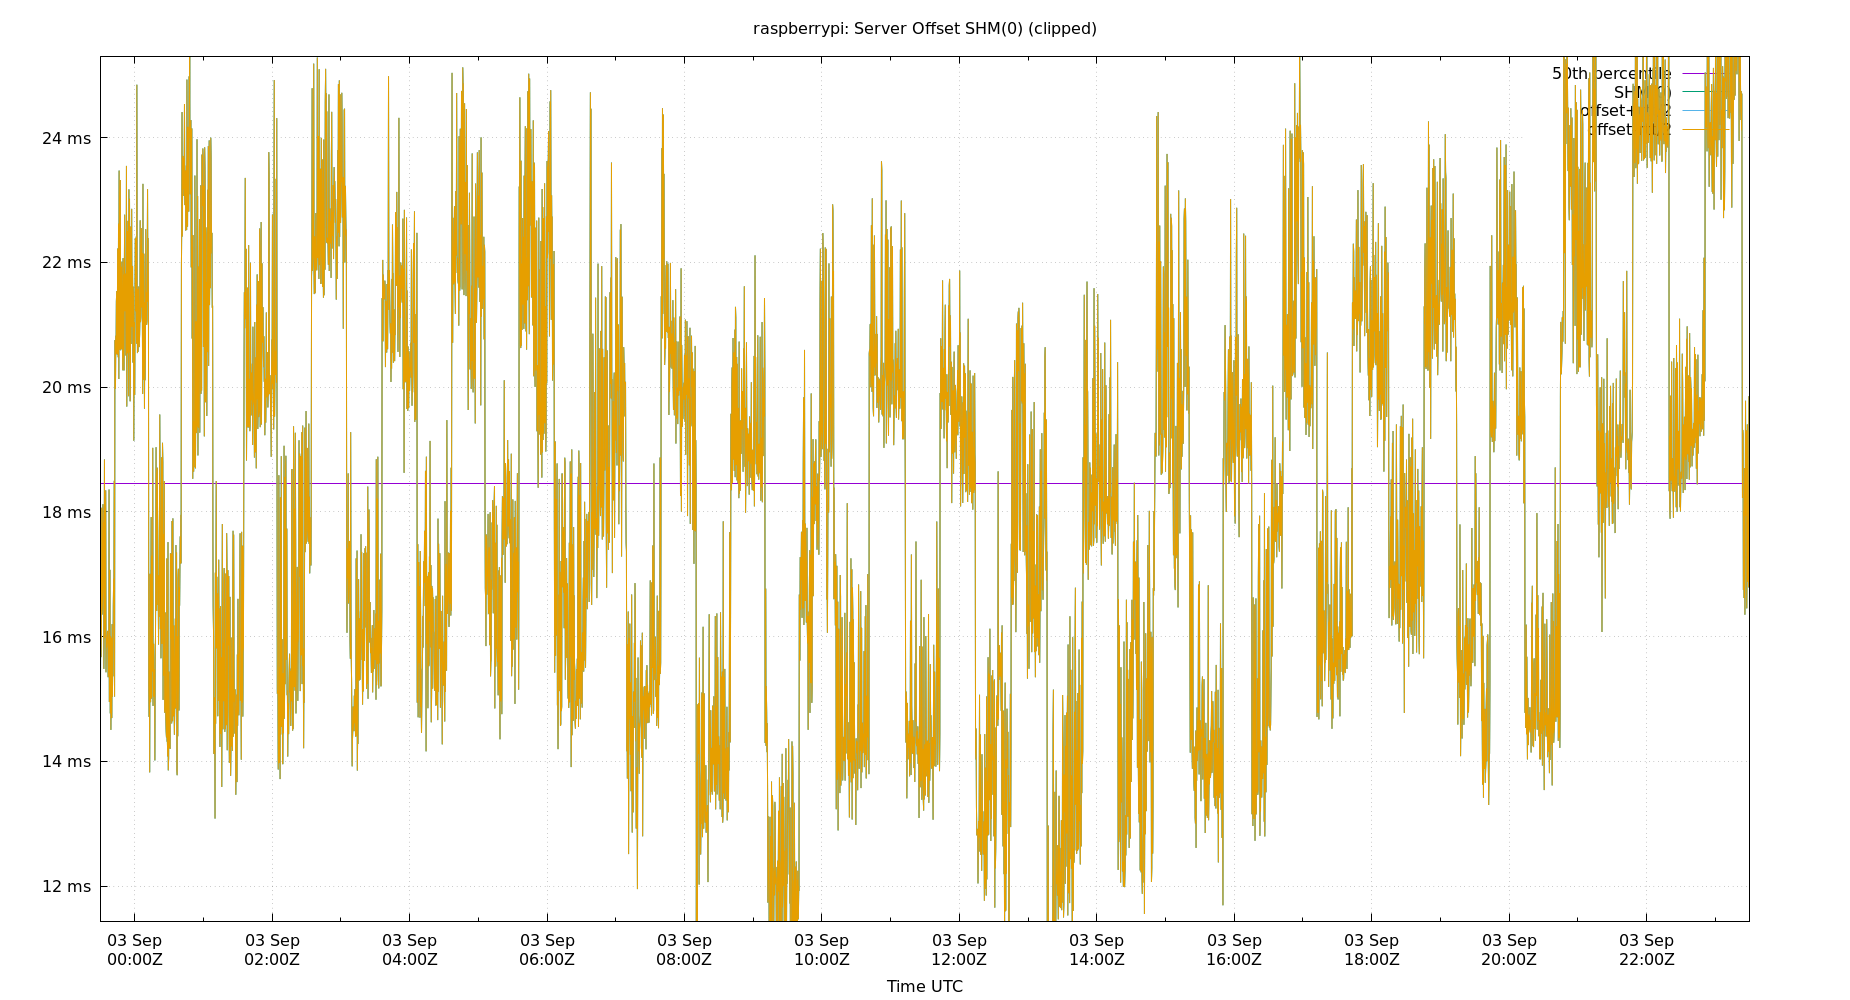 raspberrypi: Server Offset SHM(0) (clipped)
50th percentile
24 ms
22 ms
20 ms
18 ms
16 ms
14 ms
12 ms
03 Sep 03 Sep 03 Sep 03 Sep 03 Sep 03 Sep 03 Sep 03 Sep 03 Sep 03 Sep 03 Sep 03 Sep
00:00Z 02:00Z 04:00Z 06:00Z 08:00Z 10:00Z 12:00Z 14:00Z 16:00Z 18:00Z 20:00Z 22:00Z
Time UTC